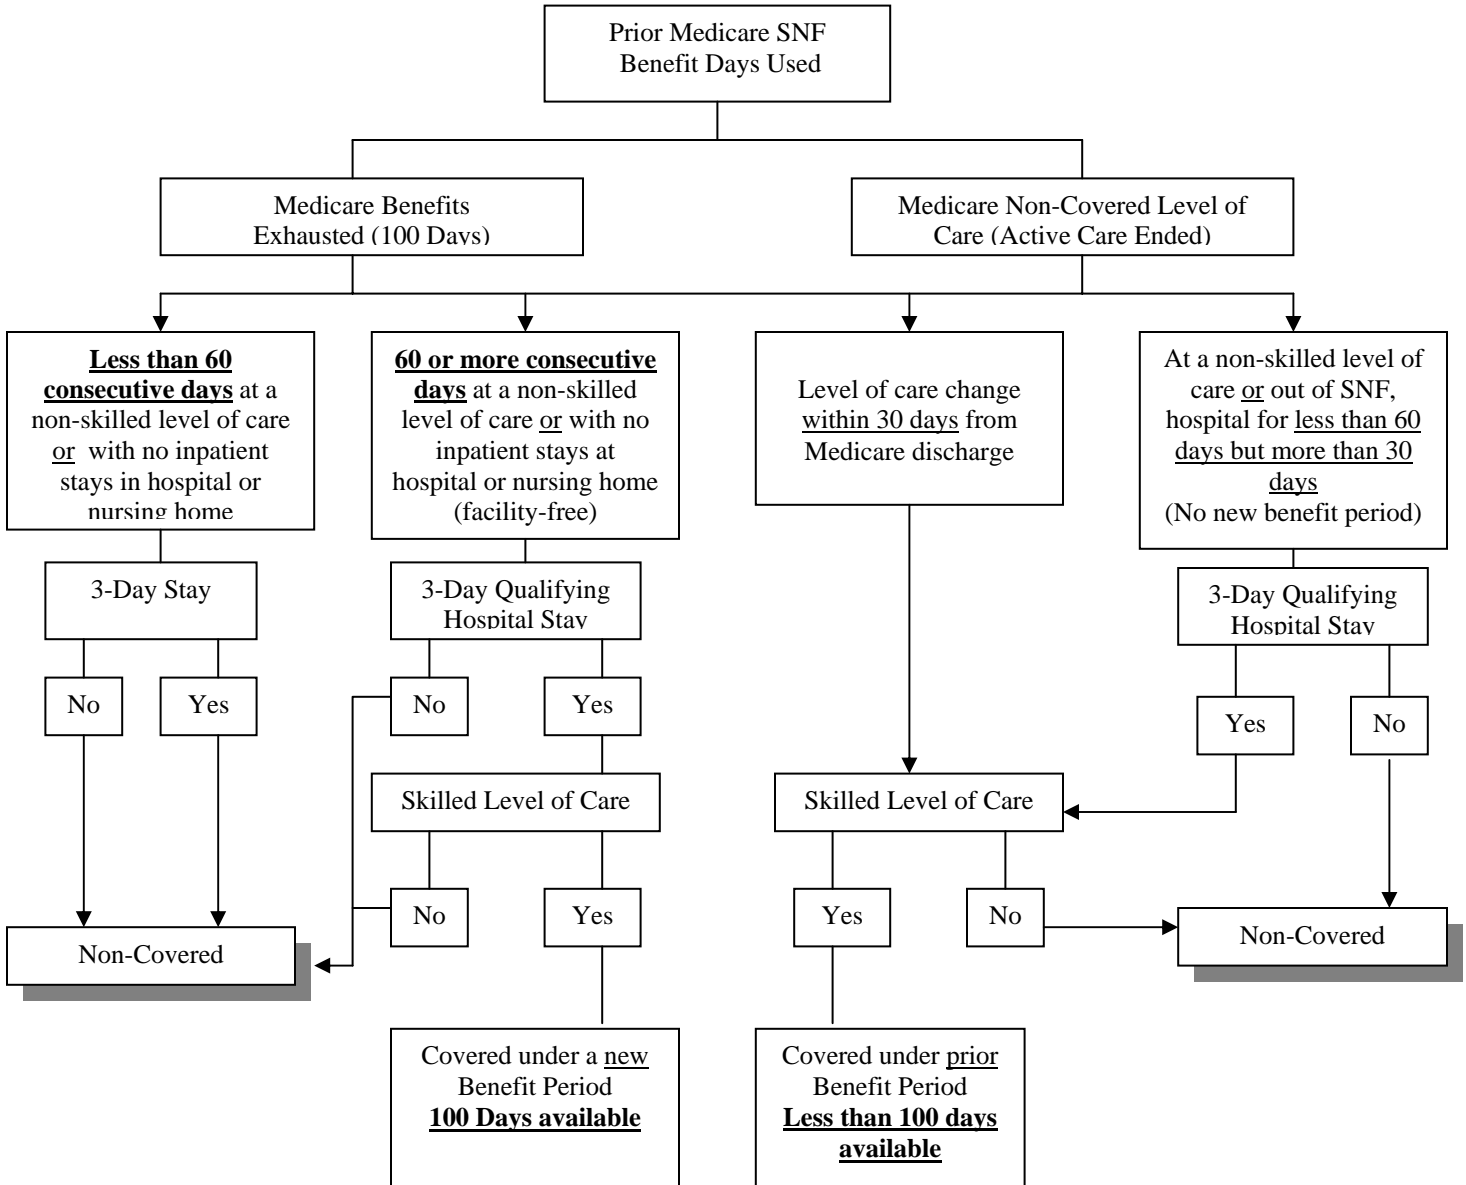 Prior Medicare SNF
Benefit Days Used
Medicare Benefits
Exhausted (100 Days)
Medicare Non-Covered Level of
Care (Active Care Ended)
Less than 60
consecutive days at a
non-skilled level of care
or with no inpatient
stays in hospital or
nursing home
60 or more consecutive
days at a non-skilled
level of care or with no
inpatient stays at
hospital or nursing home
(facility-free)
Level of care change
within 30 days from
Medicare discharge
At a non-skilled level of
care or out of SNF,
hospital for less than 60
days but more than 30
days
(No new benefit period)
3-Day Stay
3-Day Qualifying
Hospital Stay
3-Day Qualifying
Hospital Stay
No
Yes
No
Yes
Yes
No
Skilled Level of Care
Skilled Level of Care
No
Yes
Yes
No
Non-Covered
Non-Covered
Covered under a new
Benefit Period
100 Days available
Covered under prior
Benefit Period
Less than 100 days
available